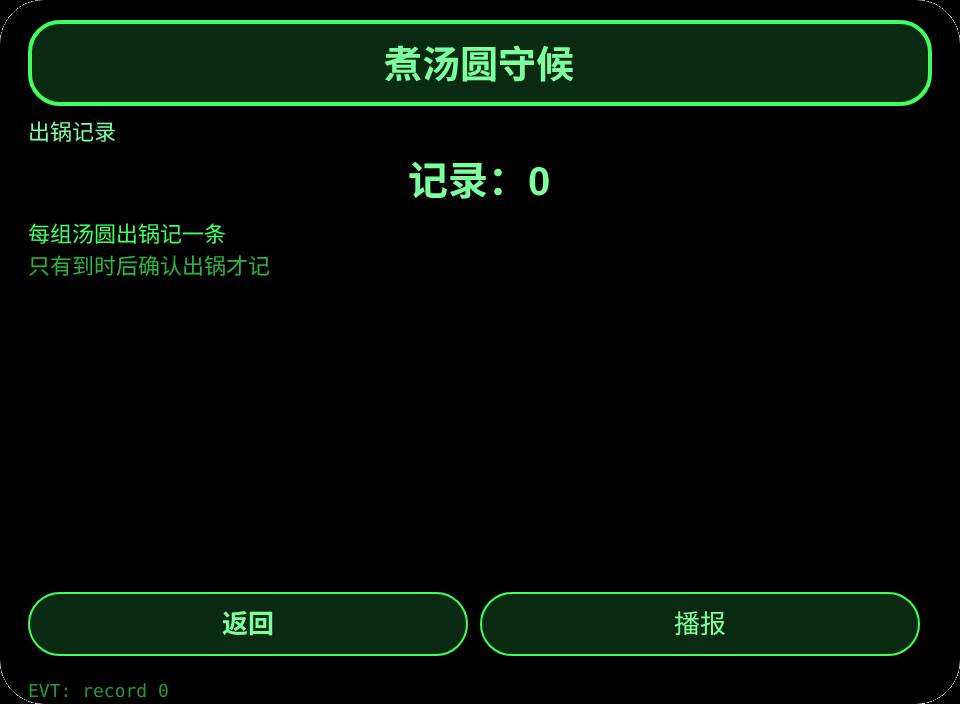 煮汤圆守候
出锅记录
记录：0
每组汤圆出锅记一条
只有到时后确认出锅才记
返回
播报
EVT: record 0